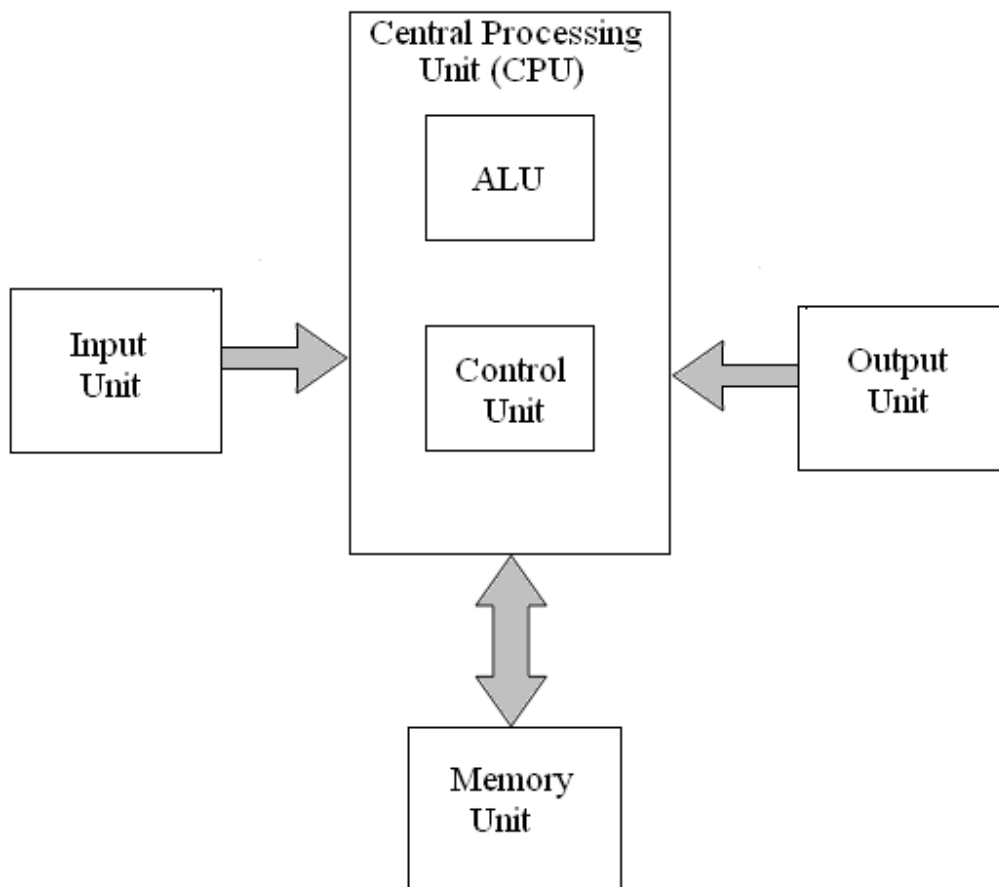 Central Processing
Unit (CPU)
ALU
Input
Unit
Control
Unit
Output
Unit
Memory
Unit